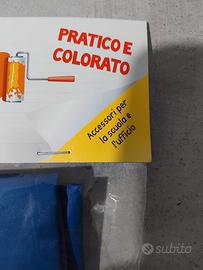 PRATICO E
COLORATO
Accessori per
la scuola e
l'ufficio
subito